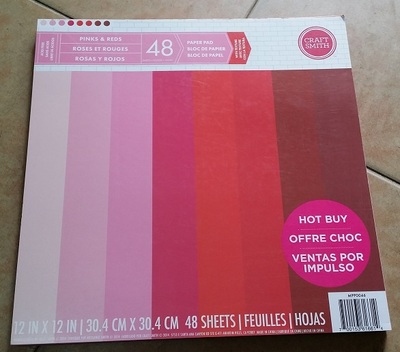 PINKS & REDS
ROSES ET ROUGES
ROSAS Y ROJOS
48
PAPER PAD
BLOC DE PAPIER
BLOC DE PAPEL
CRAFT
SMITH
HOT BUY
OFFRE CHOC
VENTAS POR
IMPULSO
12 IN X 12 IN | 30.4 CM X 30.4 CM 48 SHEETS | FEUILLES | HOJAS